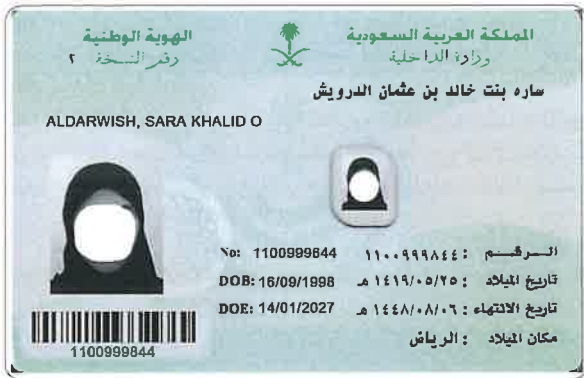 المملكة العربية السعودية
وزارة الداخلية
الهوية الوطنية
رقم النسخة ٢
ساره بنت خالد بن عثمان الدرويش
ALDARWISH, SARA KHALID O
الـرقـم : ١١٠٠٩٩٩٨٤٤ No: 1100999844
تاريخ الميلاد : ١٤١٩/٠٥/٢٥ هـ DOB: 16/09/1998
تاريخ الانتهاء : ١٤٤٨/٠٨/٠٦ هـ DOE: 14/01/2027
مكان الميلاد : الرياض
1100999844